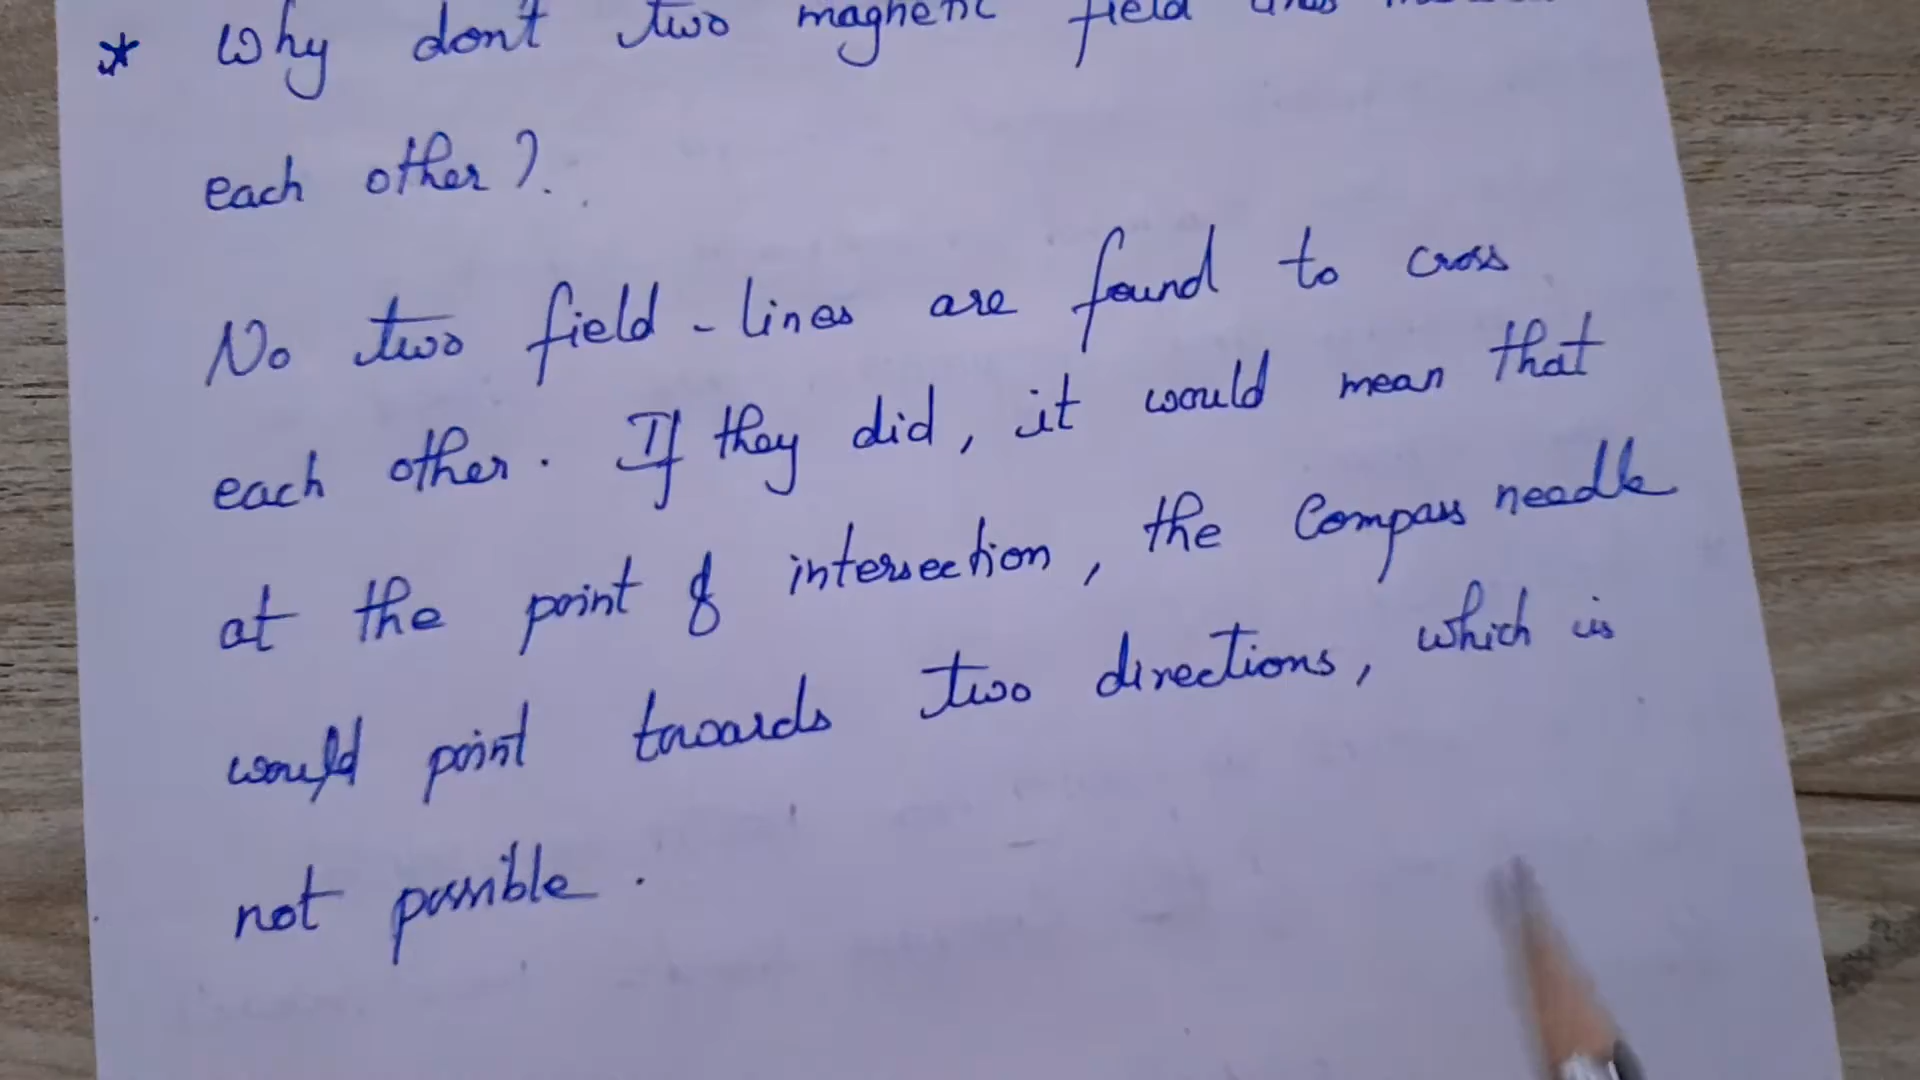 * Why don't two magnetic field lines
each other ?.
No two field - lines are found to cross
each other . If they did , it would mean that
at the point of intersection , the Compass needle
would point towards two directions , which is
not possible .